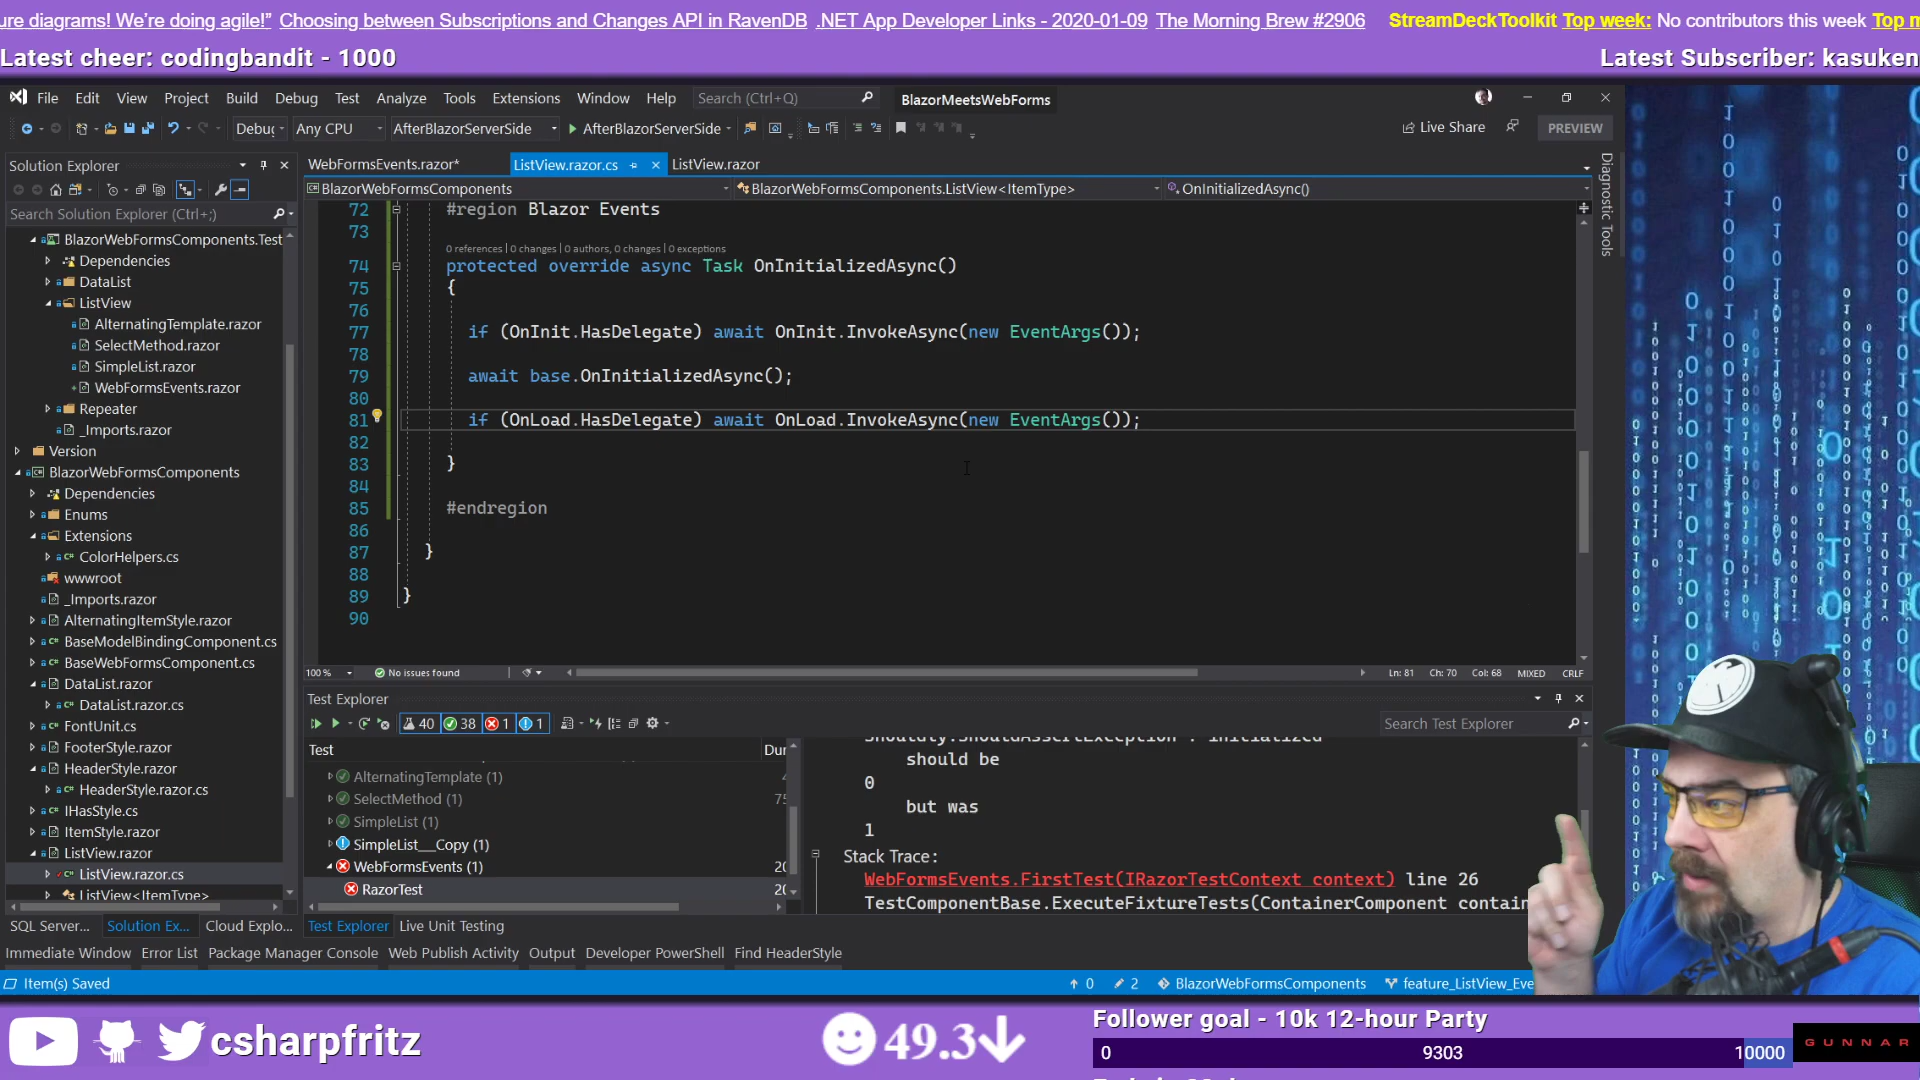 ure diagrams! We're doing agile!" Choosing between Subscriptions and Changes API in RavenDB .NET App Developer Links - 2020-01-09 The Morning Brew #2906 StreamDeckToolkit Top week: No contributors this week Top m
Latest cheer: codingbandit - 1000
Latest Subscriber: kasuken
File Edit View Project Build Debug Test Analyze Tools Extensions Window Help Search (Ctrl+Q) BlazorMeetsWebForms
Debug Any CPU AfterBlazorServerSide AfterBlazorServerSide Live Share PREVIEW
Solution Explorer
Search Solution Explorer (Ctrl+;)
BlazorWebFormsComponents.Test
Dependencies
DataList
ListView
AlternatingTemplate.razor
SelectMethod.razor
SimpleList.razor
WebFormsEvents.razor
Repeater
_Imports.razor
Version
BlazorWebFormsComponents
Dependencies
Enums
Extensions
ColorHelpers.cs
wwwroot
_Imports.razor
AlternatingItemStyle.razor
BaseModelBindingComponent.cs
BaseWebFormsComponent.cs
DataList.razor
DataList.razor.cs
FontUnit.cs
FooterStyle.razor
HeaderStyle.razor
HeaderStyle.razor.cs
IHasStyle.cs
ItemStyle.razor
ListView.razor
ListView.razor.cs
ListView<ItemType>
SQL Server... Solution Ex... Cloud Explo...
WebFormsEvents.razor* ListView.razor.cs ListView.razor
BlazorWebFormsComponents BlazorWebFormsComponents.ListView<ItemType> OnInitializedAsync()
72 #region Blazor Events
73
0 references | 0 changes | 0 authors, 0 changes | 0 exceptions
74 protected override async Task OnInitializedAsync()
75 {
76
77 if (OnInit.HasDelegate) await OnInit.InvokeAsync(new EventArgs());
78
79 await base.OnInitializedAsync();
80
81 if (OnLoad.HasDelegate) await OnLoad.InvokeAsync(new EventArgs());
82
83 }
84
85 #endregion
86
87 }
88
89 }
90
100% No issues found Ln: 81 Ch: 70 Col: 68 MIXED CRLF
Diagnostic Tools
Test Explorer
40 38 1 1 Search Test Explorer
Test Dur
AlternatingTemplate (1)
SelectMethod (1) 75
SimpleList (1)
SimpleList__Copy (1)
WebFormsEvents (1) 20
RazorTest 20
Shouldly.ShouldAssertException : initialized
should be
0
but was
1
Stack Trace:
WebFormsEvents.FirstTest(IRazorTestContext context) line 26
TestComponentBase.ExecuteFixtureTests(ContainerComponent contain
Test Explorer Live Unit Testing
Immediate Window Error List Package Manager Console Web Publish Activity Output Developer PowerShell Find HeaderStyle
Item(s) Saved 0 2 BlazorWebFormsComponents feature_ListView_Eve
csharpfritz
49.3
Follower goal - 10k 12-hour Party
0 9303 10000
GUNNAR